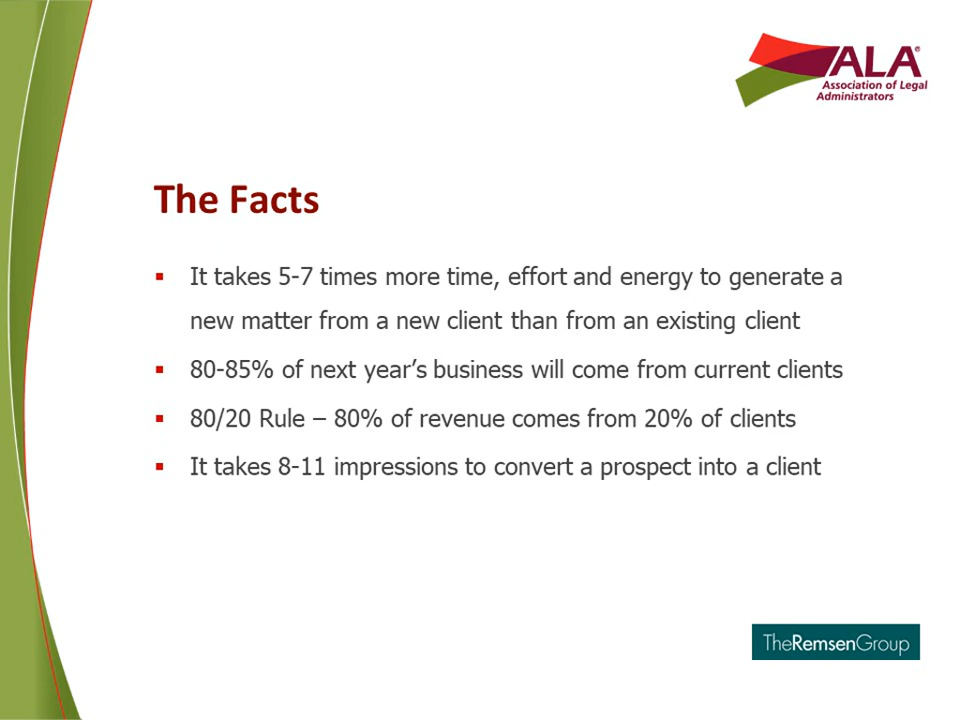 ALA®
Association of Legal
Administrators
The Facts
▪ It takes 5-7 times more time, effort and energy to generate a
new matter from a new client than from an existing client
▪ 80-85% of next year’s business will come from current clients
▪ 80/20 Rule – 80% of revenue comes from 20% of clients
▪ It takes 8-11 impressions to convert a prospect into a client
TheRemsenGroup